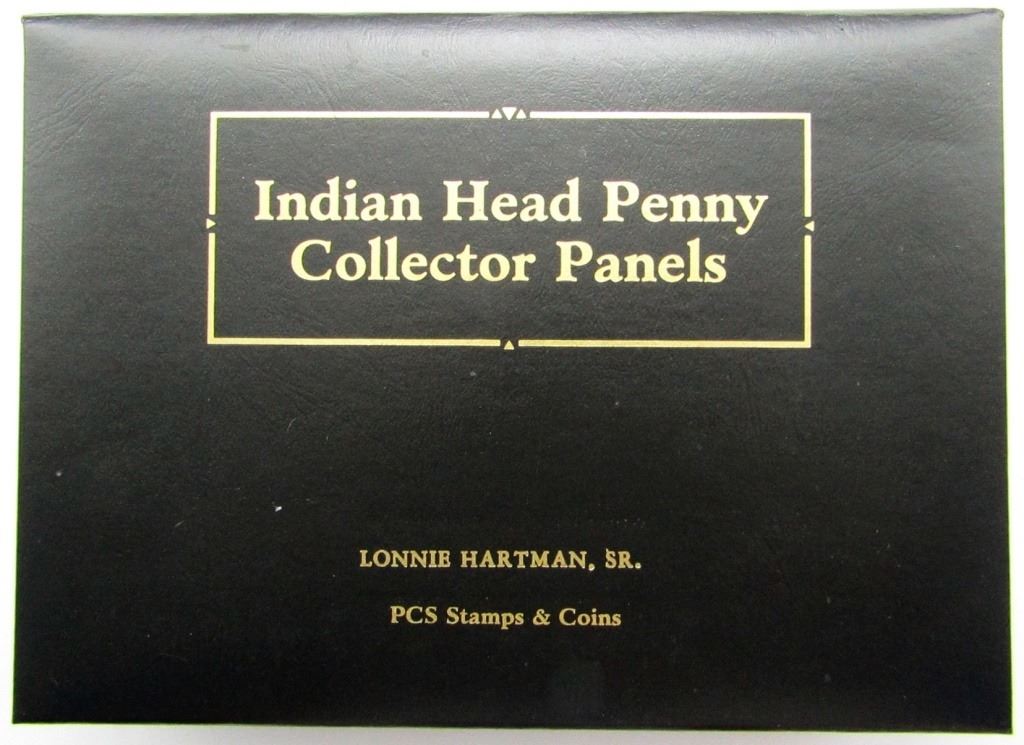 Indian Head Penny
Collector Panels
LONNIE HARTMAN, SR.
PCS Stamps & Coins